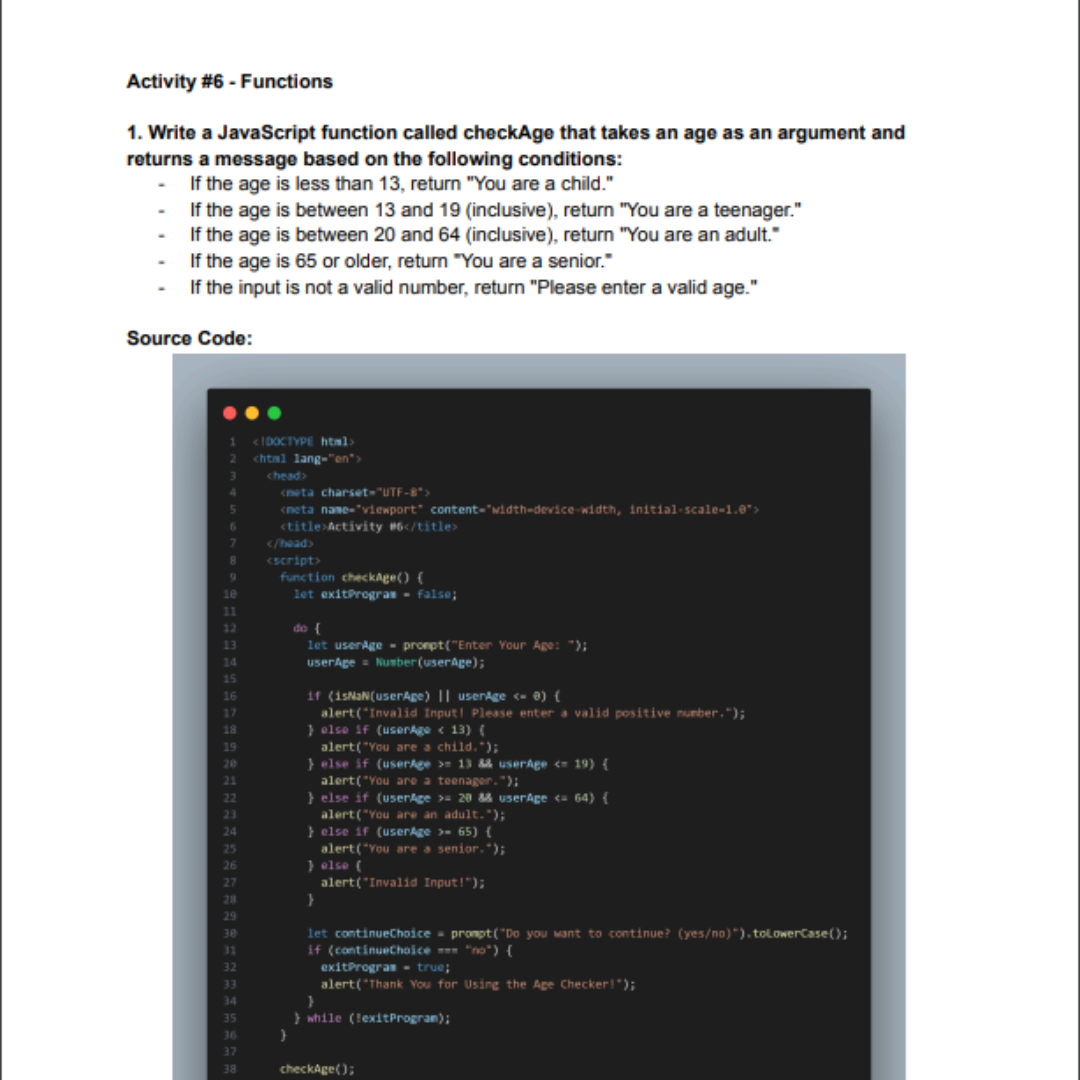 Activity #6 - Functions
1. Write a JavaScript function called checkAge that takes an age as an argument and
returns a message based on the following conditions:
- If the age is less than 13, return "You are a child."
- If the age is between 13 and 19 (inclusive), return "You are a teenager."
- If the age is between 20 and 64 (inclusive), return "You are an adult."
- If the age is 65 or older, return "You are a senior."
- If the input is not a valid number, return "Please enter a valid age."
Source Code:
1 <!DOCTYPE html>
2 <html lang="en">
3 <head>
4 <meta charset="UTF-8">
5 <meta name="viewport" content="width=device-width, initial-scale=1.0">
6 <title>Activity #6</title>
7 </head>
8 <script>
9 function checkAge() {
10 let exitProgram = false;
11
12 do {
13 let userAge = prompt("Enter Your Age: ");
14 userAge = Number(userAge);
15
16 if (isNaN(userAge) || userAge <= 0) {
17 alert("Invalid Input! Please enter a valid positive number.");
18 } else if (userAge < 13) {
19 alert("You are a child.");
20 } else if (userAge >= 13 && userAge <= 19) {
21 alert("You are a teenager.");
22 } else if (userAge >= 20 && userAge <= 64) {
23 alert("You are an adult.");
24 } else if (userAge >= 65) {
25 alert("You are a senior.");
26 } else {
27 alert("Invalid Input!");
28 }
29
30 let continueChoice = prompt("Do you want to continue? (yes/no)").toLowerCase();
31 if (continueChoice === "no") {
32 exitProgram = true;
33 alert("Thank You for Using the Age Checker!");
34 }
35 } while (!exitProgram);
36 }
37
38 checkAge();